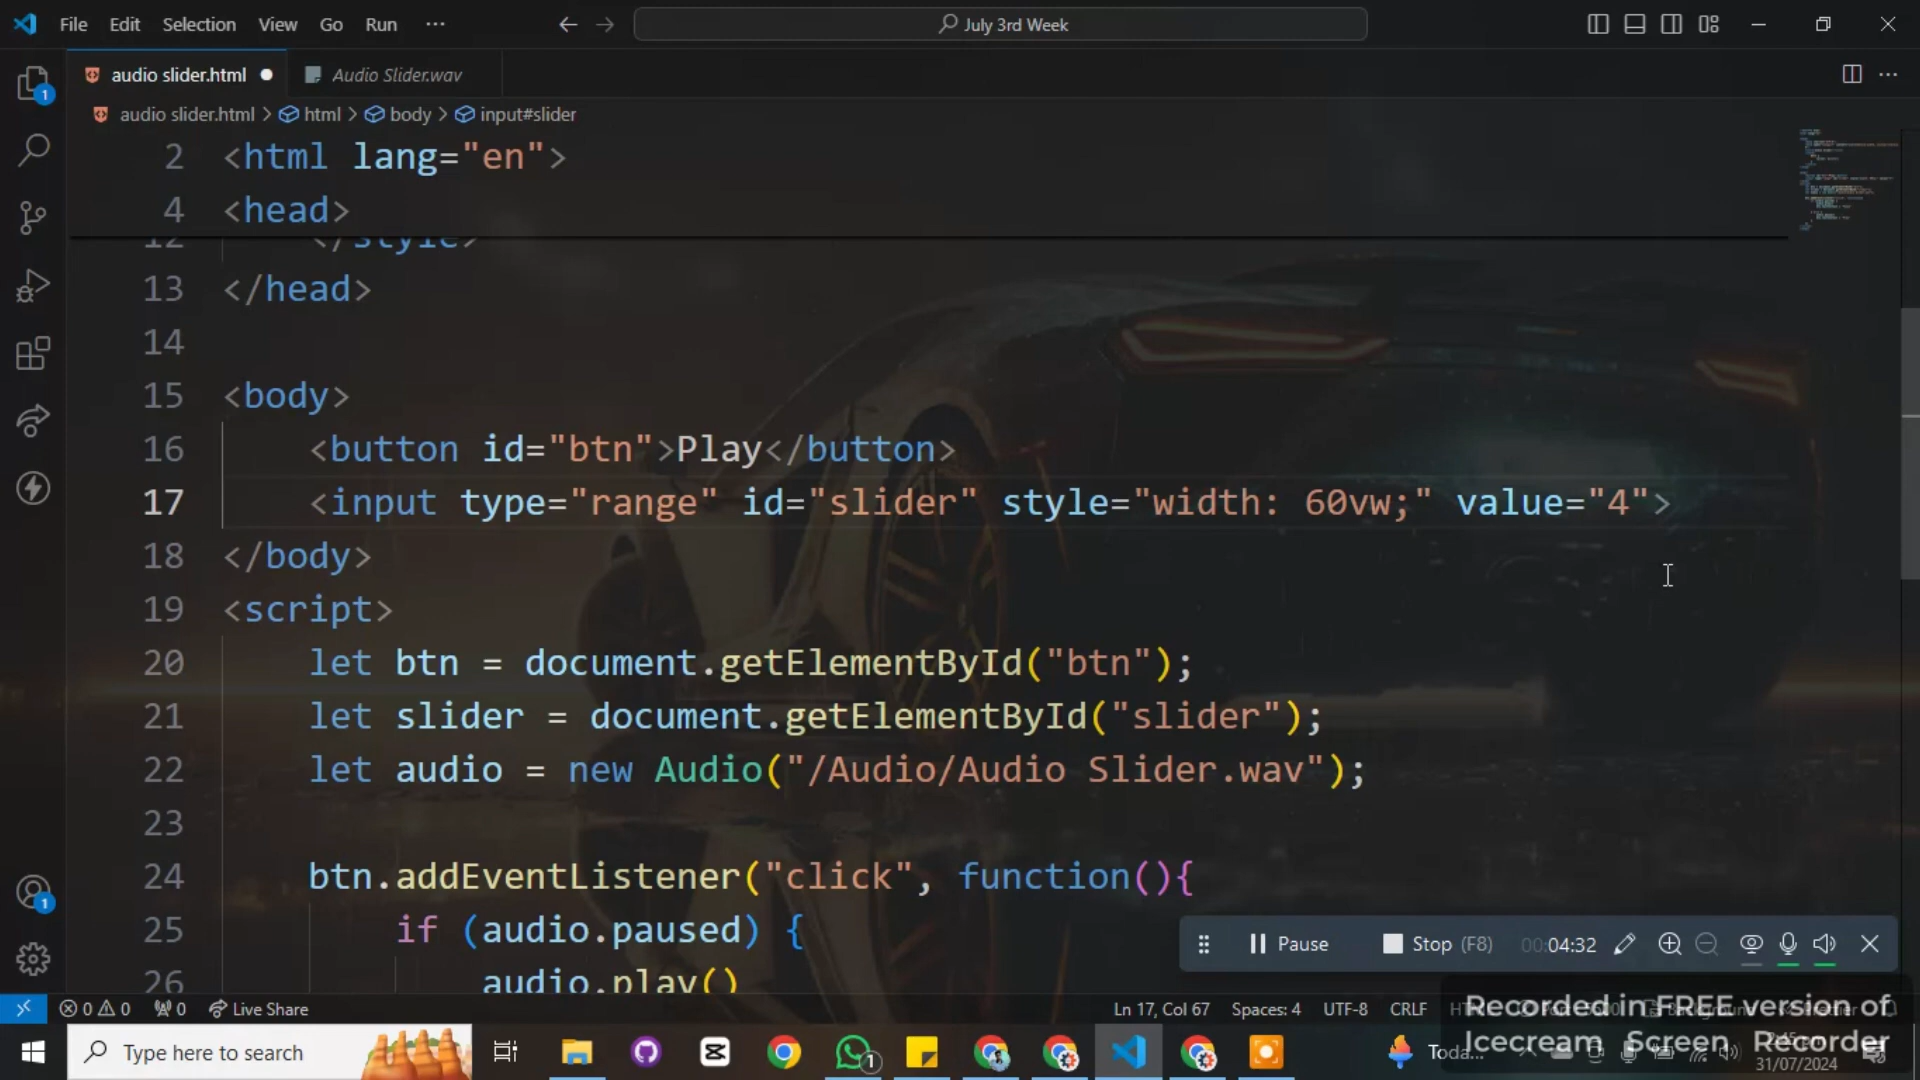 File Edit Selection View Go Run ···
July 3rd Week
audio slider.html
Audio Slider.wav
audio slider.html > html > body > input#slider
2 <html lang="en">
4 <head>
12 </style>
13 </head>
14
15 <body>
16 <button id="btn">Play</button>
17 <input type="range" id="slider" style="width: 60vw;" value="4">
18 </body>
19 <script>
20 let btn = document.getElementById("btn");
21 let slider = document.getElementById("slider");
22 let audio = new Audio("/Audio/Audio Slider.wav");
23
24 btn.addEventListener("click", function(){
25 if (audio.paused) {
26 audio.play()
1
1
Pause Stop (F8) 00:04:32
0 0 0 Live Share
Ln 17, Col 67 Spaces: 4 UTF-8 CRLF
Recorded in FREE version of
Icecream Screen Recorder
Type here to search
1
Toda...
31/07/2024